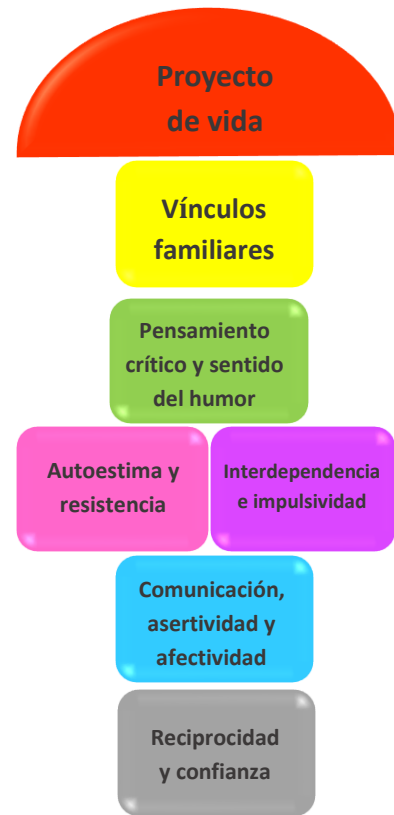 Proyecto
de vida
Vínculos
familiares
Pensamiento
crítico y sentido
del humor
Autoestima y
resistencia
Interdependencia
e impulsividad
Comunicación,
asertividad y
afectividad
Reciprocidad
y confianza